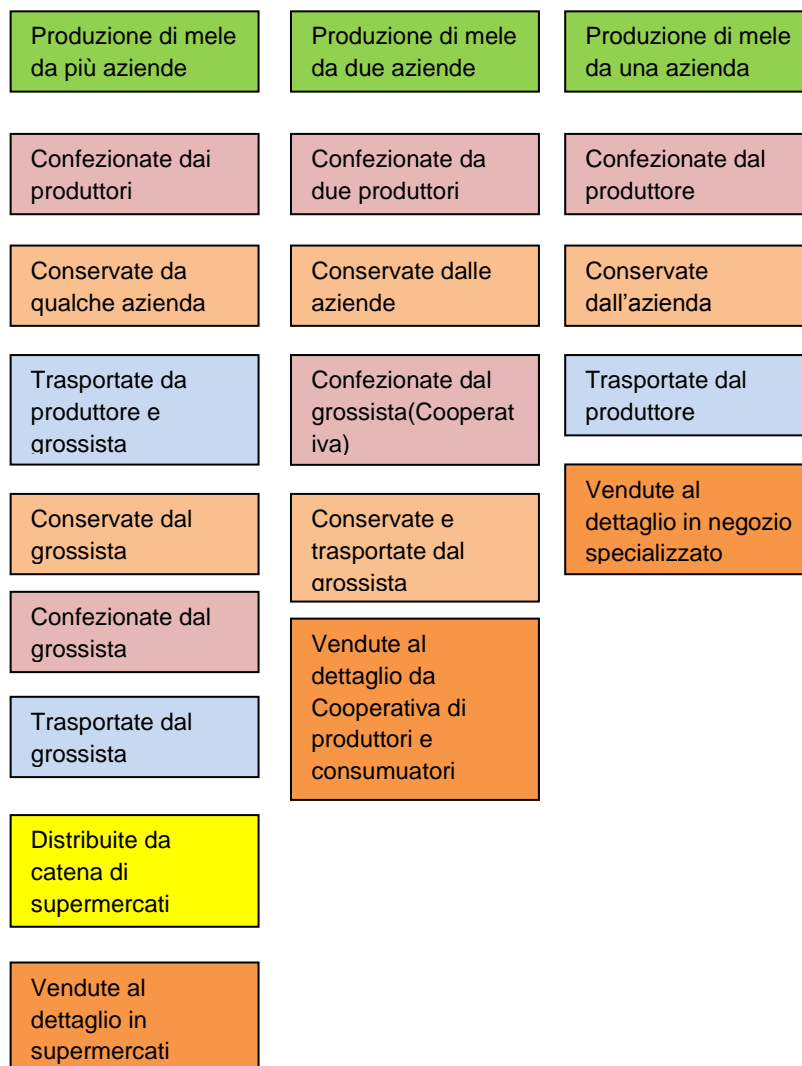 Produzione di mele
da più aziende
Confezionate dai
produttori
Conservate da
qualche azienda
Trasportate da
produttore e
grossista
Conservate dal
grossista
Confezionate dal
grossista
Trasportate dal
grossista
Distribuite da
catena di
supermercati
Vendute al
dettaglio in
supermercati
Produzione di mele
da due aziende
Confezionate da
due produttori
Conservate dalle
aziende
Confezionate dal
grossista(Cooperat
iva)
Conservate e
trasportate dal
grossista
Vendute al
dettaglio da
Cooperativa di
produttori e
consumuatori
Produzione di mele
da una azienda
Confezionate dal
produttore
Conservate
dall'azienda
Trasportate dal
produttore
Vendute al
dettaglio in negozio
specializzato